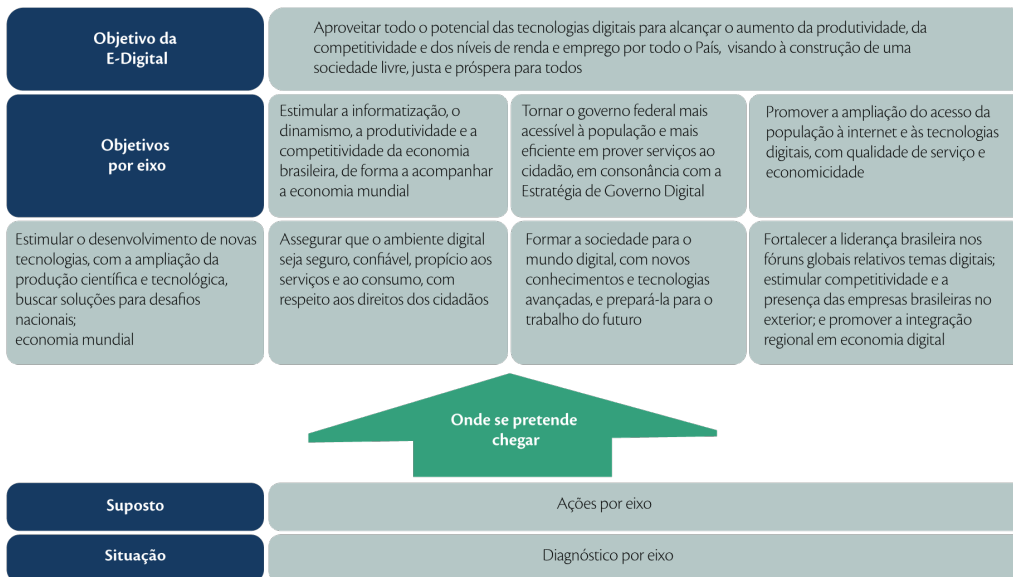 Objetivo da
E-Digital
Aproveitar todo o potencial das tecnologias digitais para alcançar o aumento da produtividade, da
competitividade e dos níveis de renda e emprego por todo o País, visando à construção de uma
sociedade livre, justa e próspera para todos
Objetivos
por eixo
Estimular a informatização, o
dinamismo, a produtividade e a
competitividade da economia
brasileira, de forma a acompanhar
a economia mundial
Tornar o governo federal mais
acessível à população e mais
eficiente em prover serviços ao
cidadão, em consonância com a
Estratégia de Governo Digital
Promover a ampliação do acesso da
população à internet e às tecnologias
digitais, com qualidade de serviço e
economicidade
Estimular o desenvolvimento de novas
tecnologias, com a ampliação da
produção científica e tecnológica,
buscar soluções para desafios
nacionais;
economia mundial
Assegurar que o ambiente digital
seja seguro, confiável, propício aos
serviços e ao consumo, com
respeito aos direitos dos cidadãos
Formar a sociedade para o
mundo digital, com novos
conhecimentos e tecnologias
avançadas, e prepará-la para o
trabalho do futuro
Fortalecer a liderança brasileira nos
fóruns globais relativos temas digitais;
estimular competitividade e a
presença das empresas brasileiras no
exterior; e promover a integração
regional em economia digital
Onde se pretende
chegar
Suposto
Ações por eixo
Situação
Diagnóstico por eixo